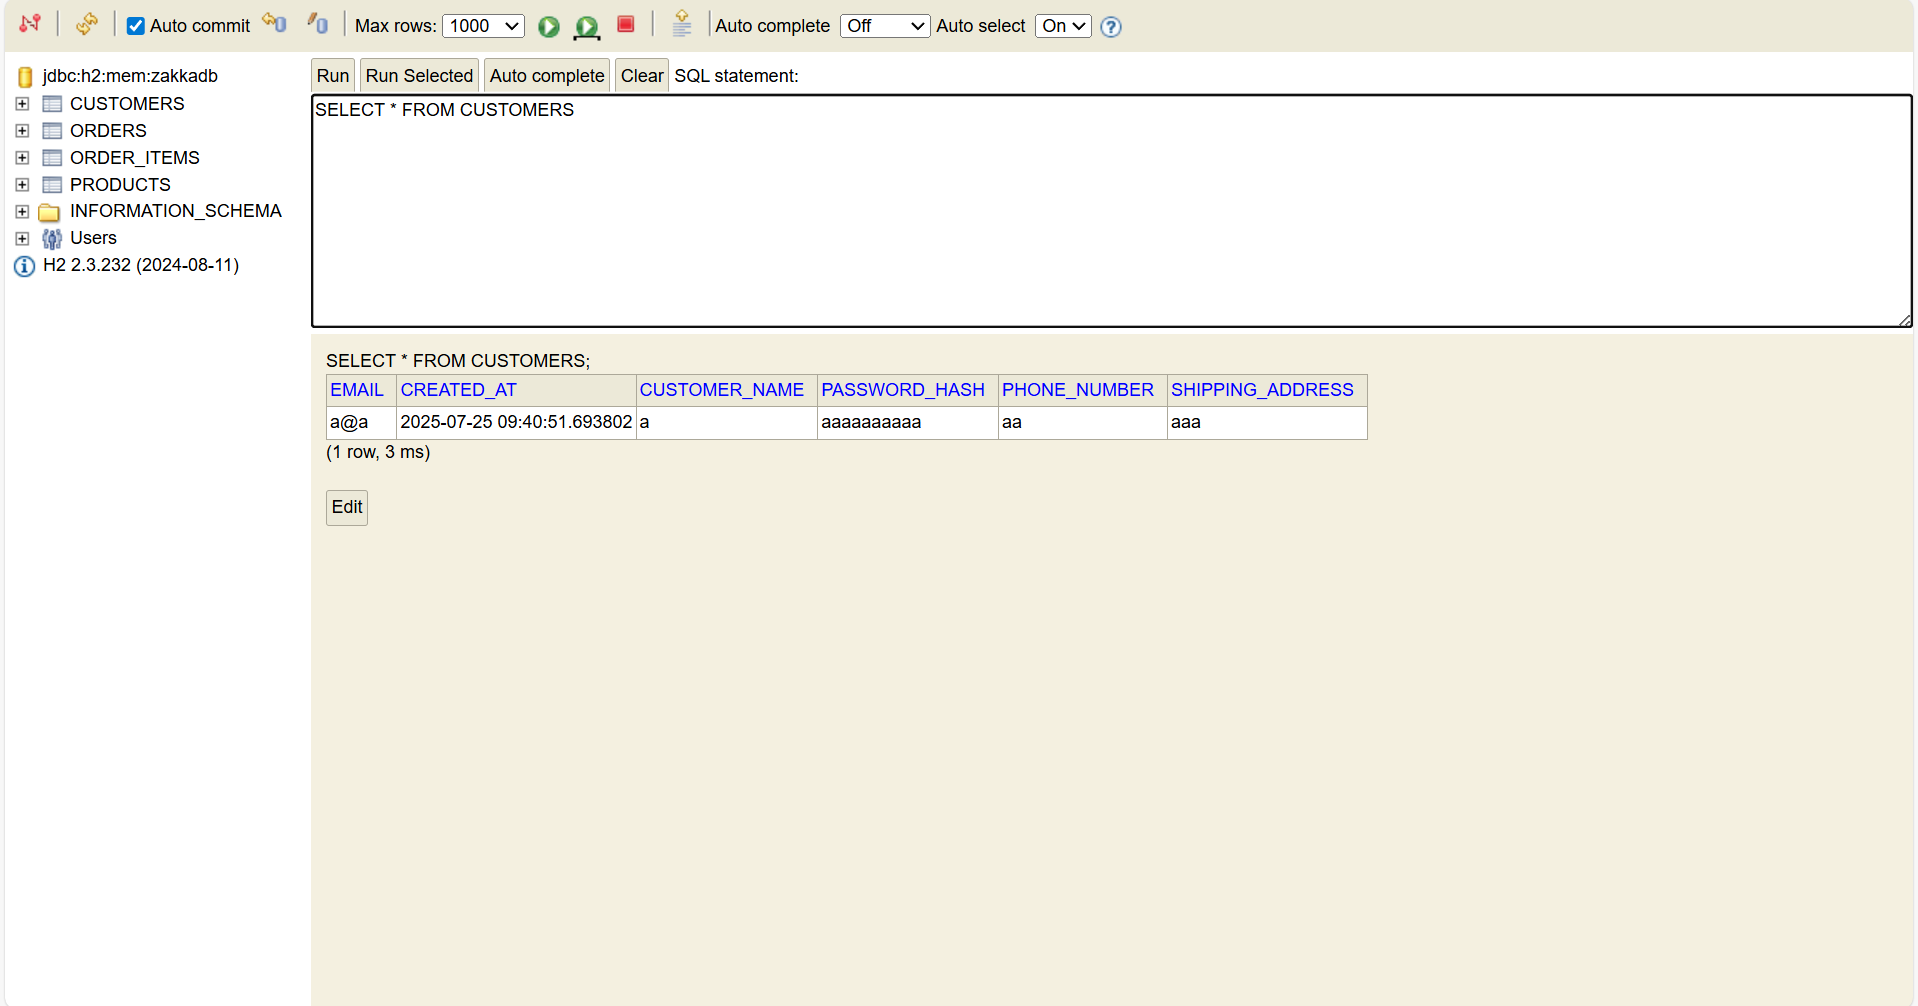 Auto commit Max rows: 1000 Auto complete Off Auto select On ?
jdbc:h2:mem:zakkadb
CUSTOMERS
ORDERS
ORDER_ITEMS
PRODUCTS
INFORMATION_SCHEMA
Users
H2 2.3.232 (2024-08-11)
Run Run Selected Auto complete Clear SQL statement:
SELECT * FROM CUSTOMERS
SELECT * FROM CUSTOMERS;
EMAIL CREATED_AT CUSTOMER_NAME PASSWORD_HASH PHONE_NUMBER SHIPPING_ADDRESS
a@a 2025-07-25 09:40:51.693802 a aaaaaaaaaa aa aaa
(1 row, 3 ms)
Edit